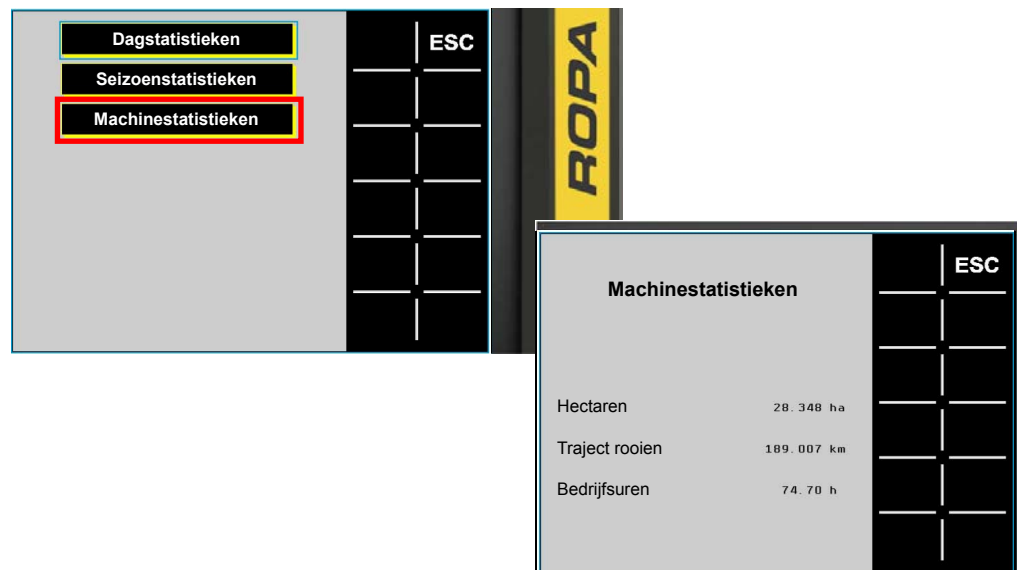 Dagstatistieken
ESC
Seizoenstatistieken
Machinestatistieken
ROPA
ESC
Machinestatistieken
Hectaren 28.348 ha
Traject rooien 189.007 km
Bedrijfsuren 74.70 h